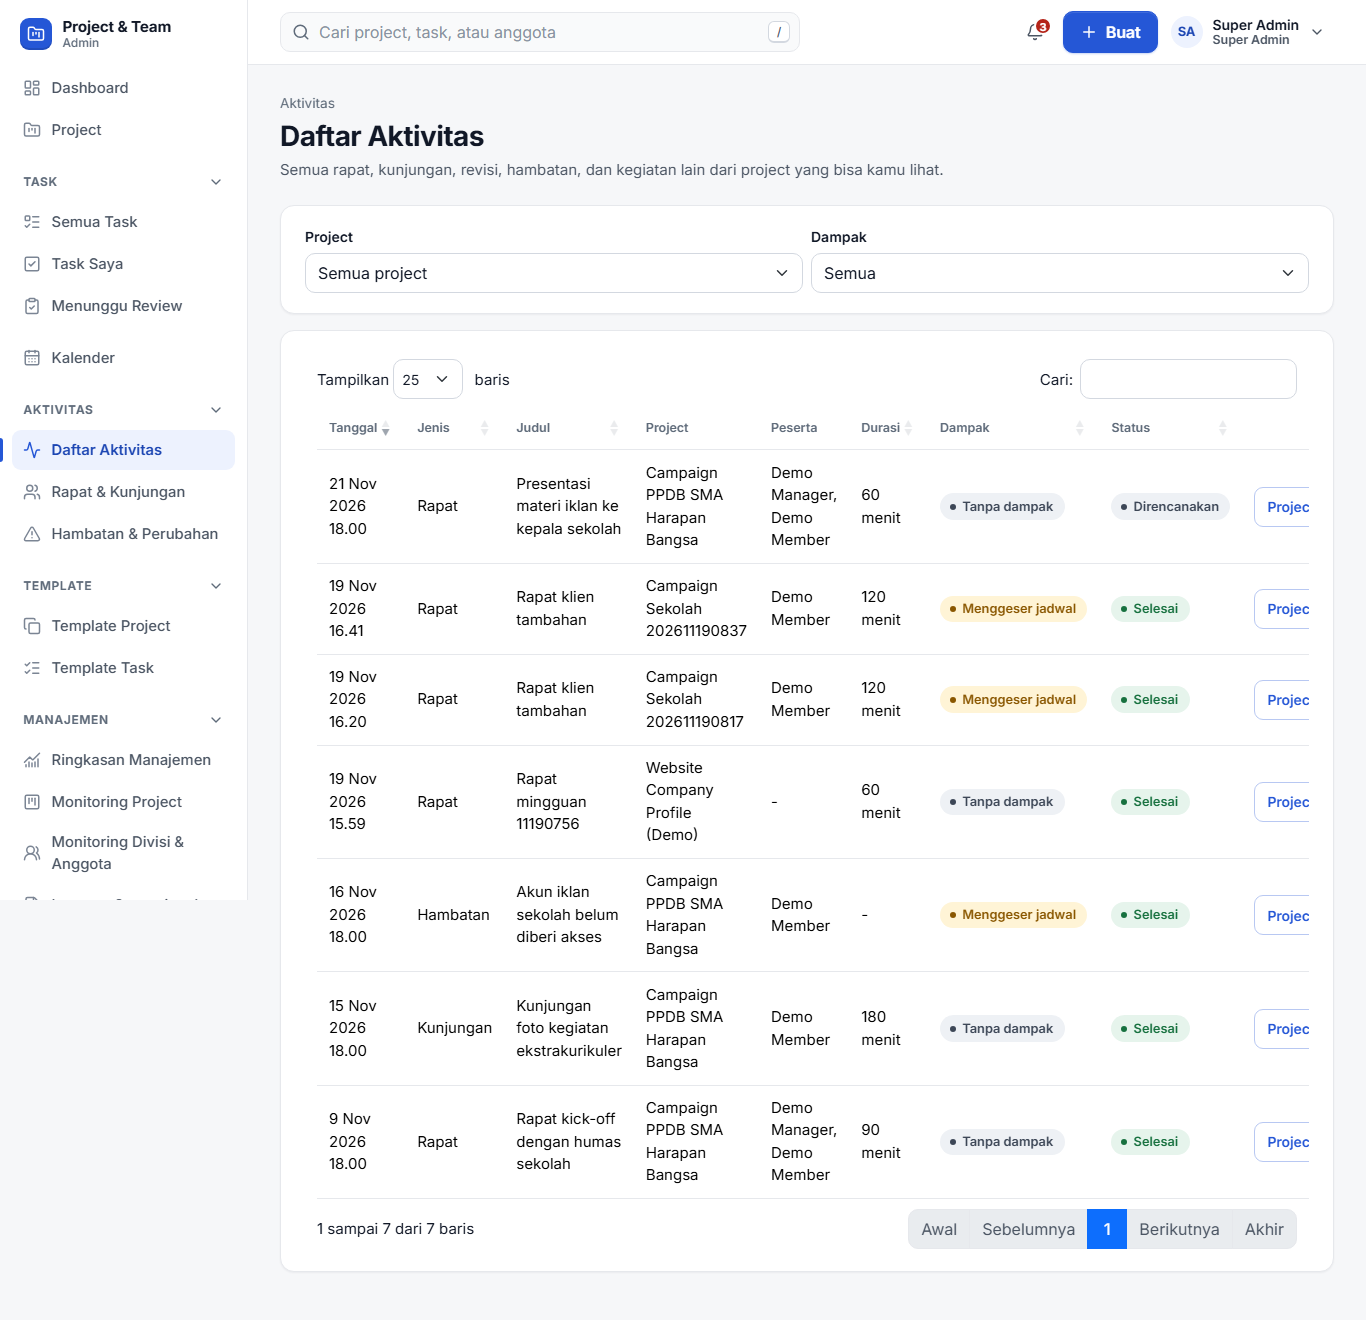 Project & Team
Admin
Dashboard
Project
TASK
Semua Task
Task Saya
Menunggu Review
Kalender
AKTIVITAS
Daftar Aktivitas
Rapat & Kunjungan
Hambatan & Perubahan
TEMPLATE
Template Project
Template Task
MANAJEMEN
Ringkasan Manajemen
Monitoring Project
Monitoring Divisi &
Anggota
Cari project, task, atau anggota
/
3
Buat
SA
Super Admin
Super Admin
Aktivitas
Daftar Aktivitas
Semua rapat, kunjungan, revisi, hambatan, dan kegiatan lain dari project yang bisa kamu lihat.
Project
Semua project
Dampak
Semua
Tampilkan 25 baris
Cari:
Tanggal Jenis Judul Project Peserta Durasi Dampak Status
21 Nov
2026
18.00
Rapat
Presentasi
materi iklan ke
kepala sekolah
Campaign
PPDB SMA
Harapan
Bangsa
Demo
Manager,
Demo
Member
60
menit
Tanpa dampak
Direncanakan
Projec
19 Nov
2026
16.41
Rapat
Rapat klien
tambahan
Campaign
Sekolah
202611190837
Demo
Member
120
menit
Menggeser jadwal
Selesai
Projec
19 Nov
2026
16.20
Rapat
Rapat klien
tambahan
Campaign
Sekolah
202611190817
Demo
Member
120
menit
Menggeser jadwal
Selesai
Projec
19 Nov
2026
15.59
Rapat
Rapat
mingguan
11190756
Website
Company
Profile
(Demo)
-
60
menit
Tanpa dampak
Selesai
Projec
16 Nov
2026
18.00
Hambatan
Akun iklan
sekolah belum
diberi akses
Campaign
PPDB SMA
Harapan
Bangsa
Demo
Member
-
Menggeser jadwal
Selesai
Projec
15 Nov
2026
18.00
Kunjungan
Kunjungan
foto kegiatan
ekstrakurikuler
Campaign
PPDB SMA
Harapan
Bangsa
Demo
Member
180
menit
Tanpa dampak
Selesai
Projec
9 Nov
2026
18.00
Rapat
Rapat kick-off
dengan humas
sekolah
Campaign
PPDB SMA
Harapan
Bangsa
Demo
Manager,
Demo
Member
90
menit
Tanpa dampak
Selesai
Projec
1 sampai 7 dari 7 baris
Awal Sebelumnya 1 Berikutnya Akhir